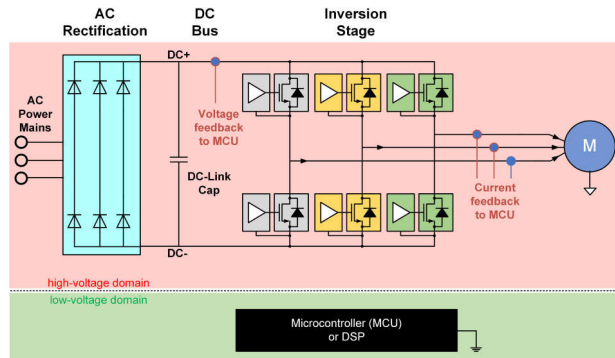 AC
Rectification
DC
Bus
Inversion
Stage
DC+
AC
Power
Mains
Voltage
feedback
to MCU
M
DC-Link
Cap
Current
feedback
to MCU
DC-
high-voltage domain
low-voltage domain
Microcontroller (MCU)
or DSP